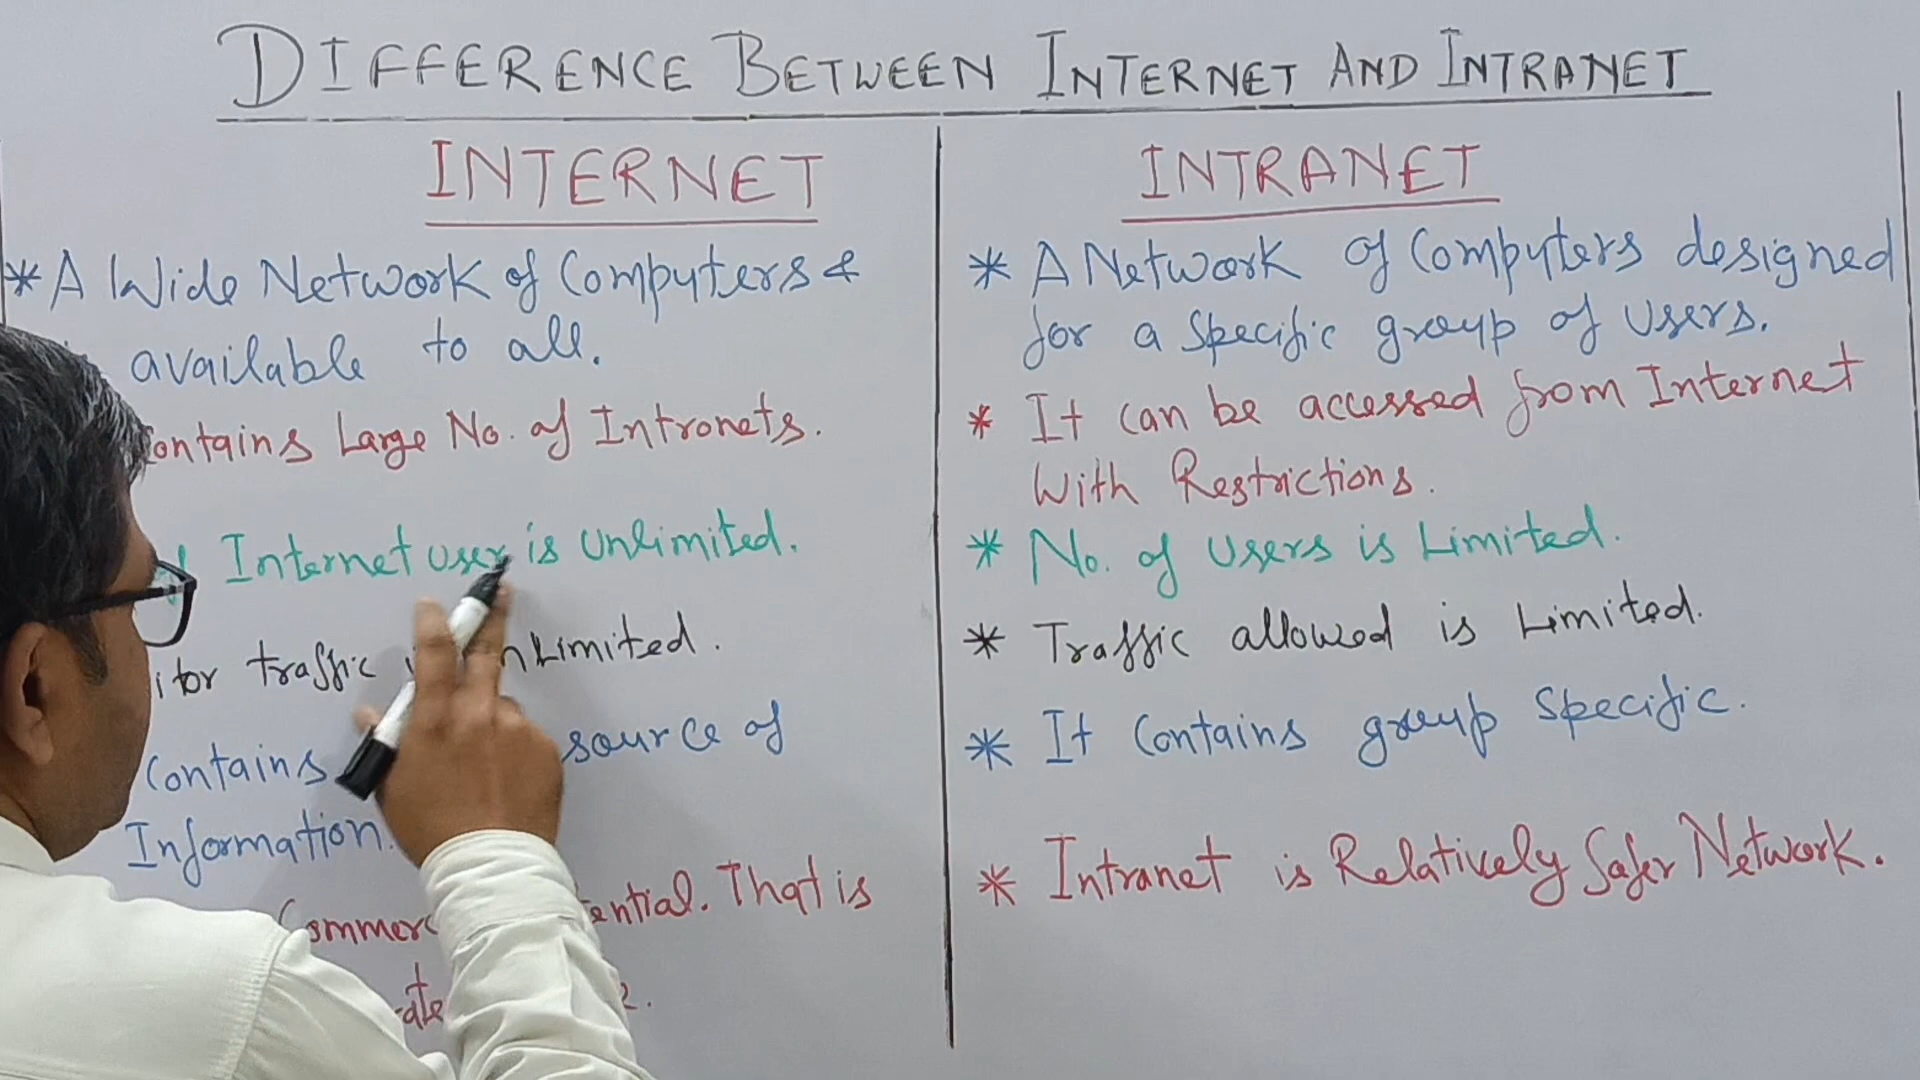 DIFFERENCE BETWEEN INTERNET AND INTRANET
INTERNET
* A Wide Network of Computers &
available to all.
Contains Large No. of Intronets.
Internet user is Unlimited.
traffic
Unlimited.
Contains
source of
Information.
That is
INTRANET
* A Network of Computers designed
for a Specific group of Users.
* It can be accessed from Internet
With Restrictions.
* No. of Users is Limited.
* Traffic allowed is Limited.
* It Contains group Specific.
* Intranet is Relatively Safer Network.